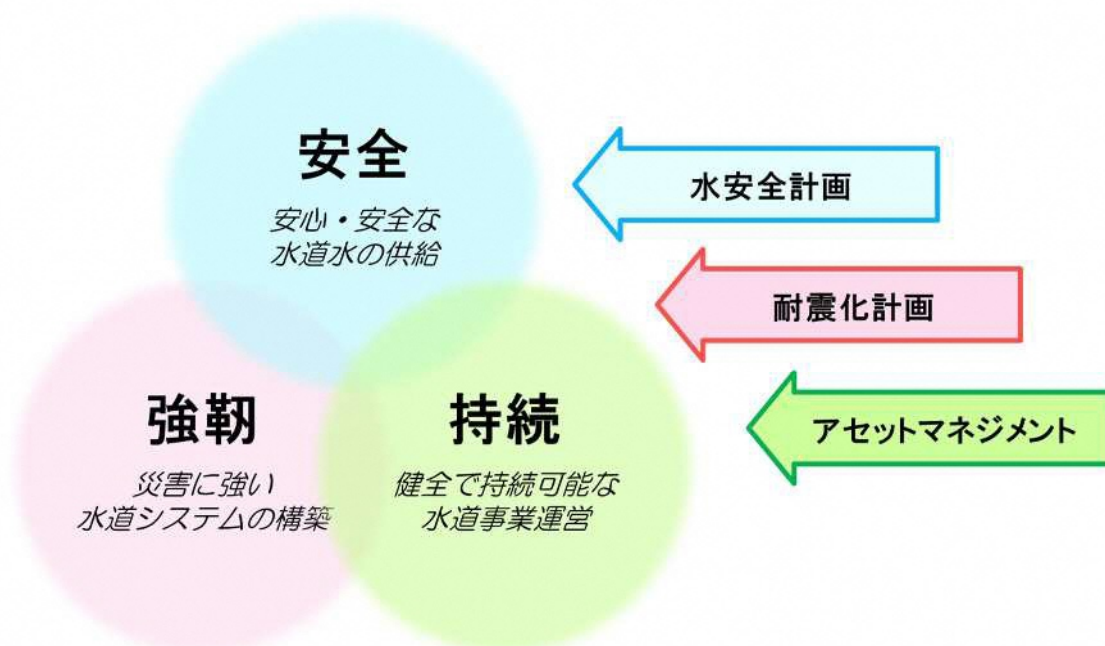 安全
安心・安全な
水道水の供給
水安全計画
耐震化計画
アセットマネジメント
強靭
災害に強い
水道システムの構築
持続
健全で持続可能な
水道事業運営